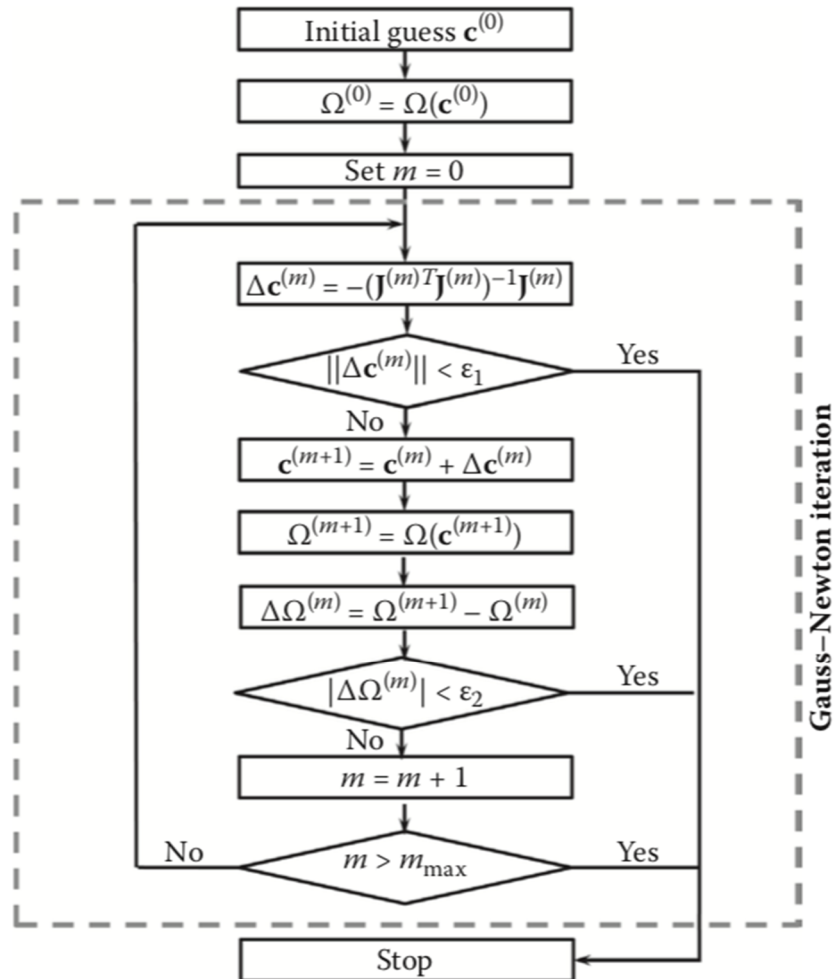 Initial guess c^(0)
Ω^(0) = Ω(c^(0))
Set m = 0
Δc^(m) = −(J^(m)T J^(m))^−1 J^(m)
||Δc^(m)|| < ε₁
Yes
No
c^(m+1) = c^(m) + Δc^(m)
Ω^(m+1) = Ω(c^(m+1))
ΔΩ^(m) = Ω^(m+1) − Ω^(m)
|ΔΩ^(m)| < ε₂
Yes
No
m = m + 1
No
m > m_max
Yes
Stop
Gauss–Newton iteration